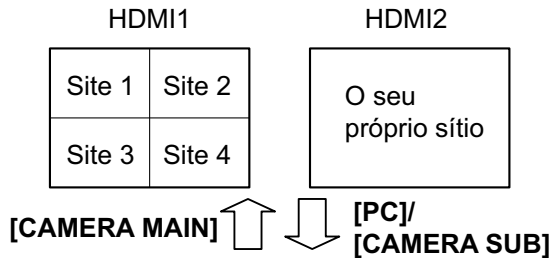 HDMI1
HDMI2
Site 1
Site 2
Site 3
Site 4
O seu
próprio sítio
[CAMERA MAIN]
[PC]/
[CAMERA SUB]